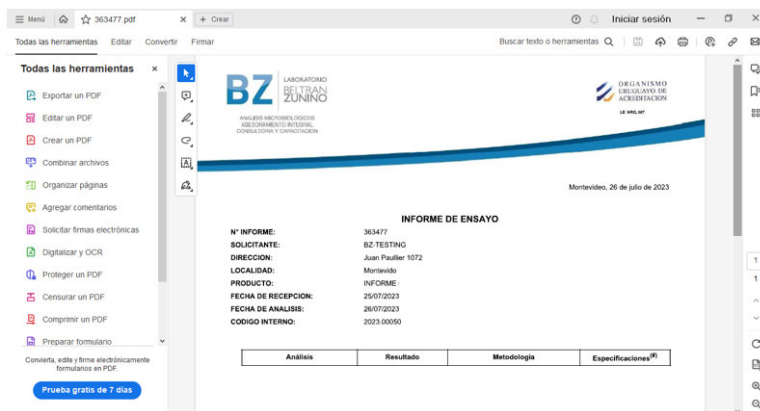 Menú
363477.pdf
+ Crear
Iniciar sesión
Todas las herramientas Editar Convertir Firmar
Buscar texto o herramientas
Todas las herramientas
Exportar un PDF
Editar un PDF
Crear un PDF
Combinar archivos
Organizar páginas
Agregar comentarios
Solicitar firmas electrónicas
Digitalizar y OCR
Proteger un PDF
Censurar un PDF
Comprimir un PDF
Preparar formulario
Convierta, edite y firme electrónicamente
formularios en PDF.
Prueba gratis de 7 días
BZ
LABORATORIO
BELTRAN
ZUNINO
ANALISIS MICROBIOLOGICOS
ASESORAMIENTO INTEGRAL
CONSULTORIA Y CAPACITACION
ORGANISMO
URUGUAYO DE
ACREDITACION
Montevideo, 26 de julio de 2023
INFORME DE ENSAYO
N° INFORME: 363477
SOLICITANTE: BZ-TESTING
DIRECCION: Juan Paullier 1072
LOCALIDAD: Montevido
PRODUCTO: INFORME
FECHA DE RECEPCION: 25/07/2023
FECHA DE ANALISIS: 26/07/2023
CODIGO INTERNO: 2023.00050
Análisis Resultado Metodología Especificaciones(#)
1
1